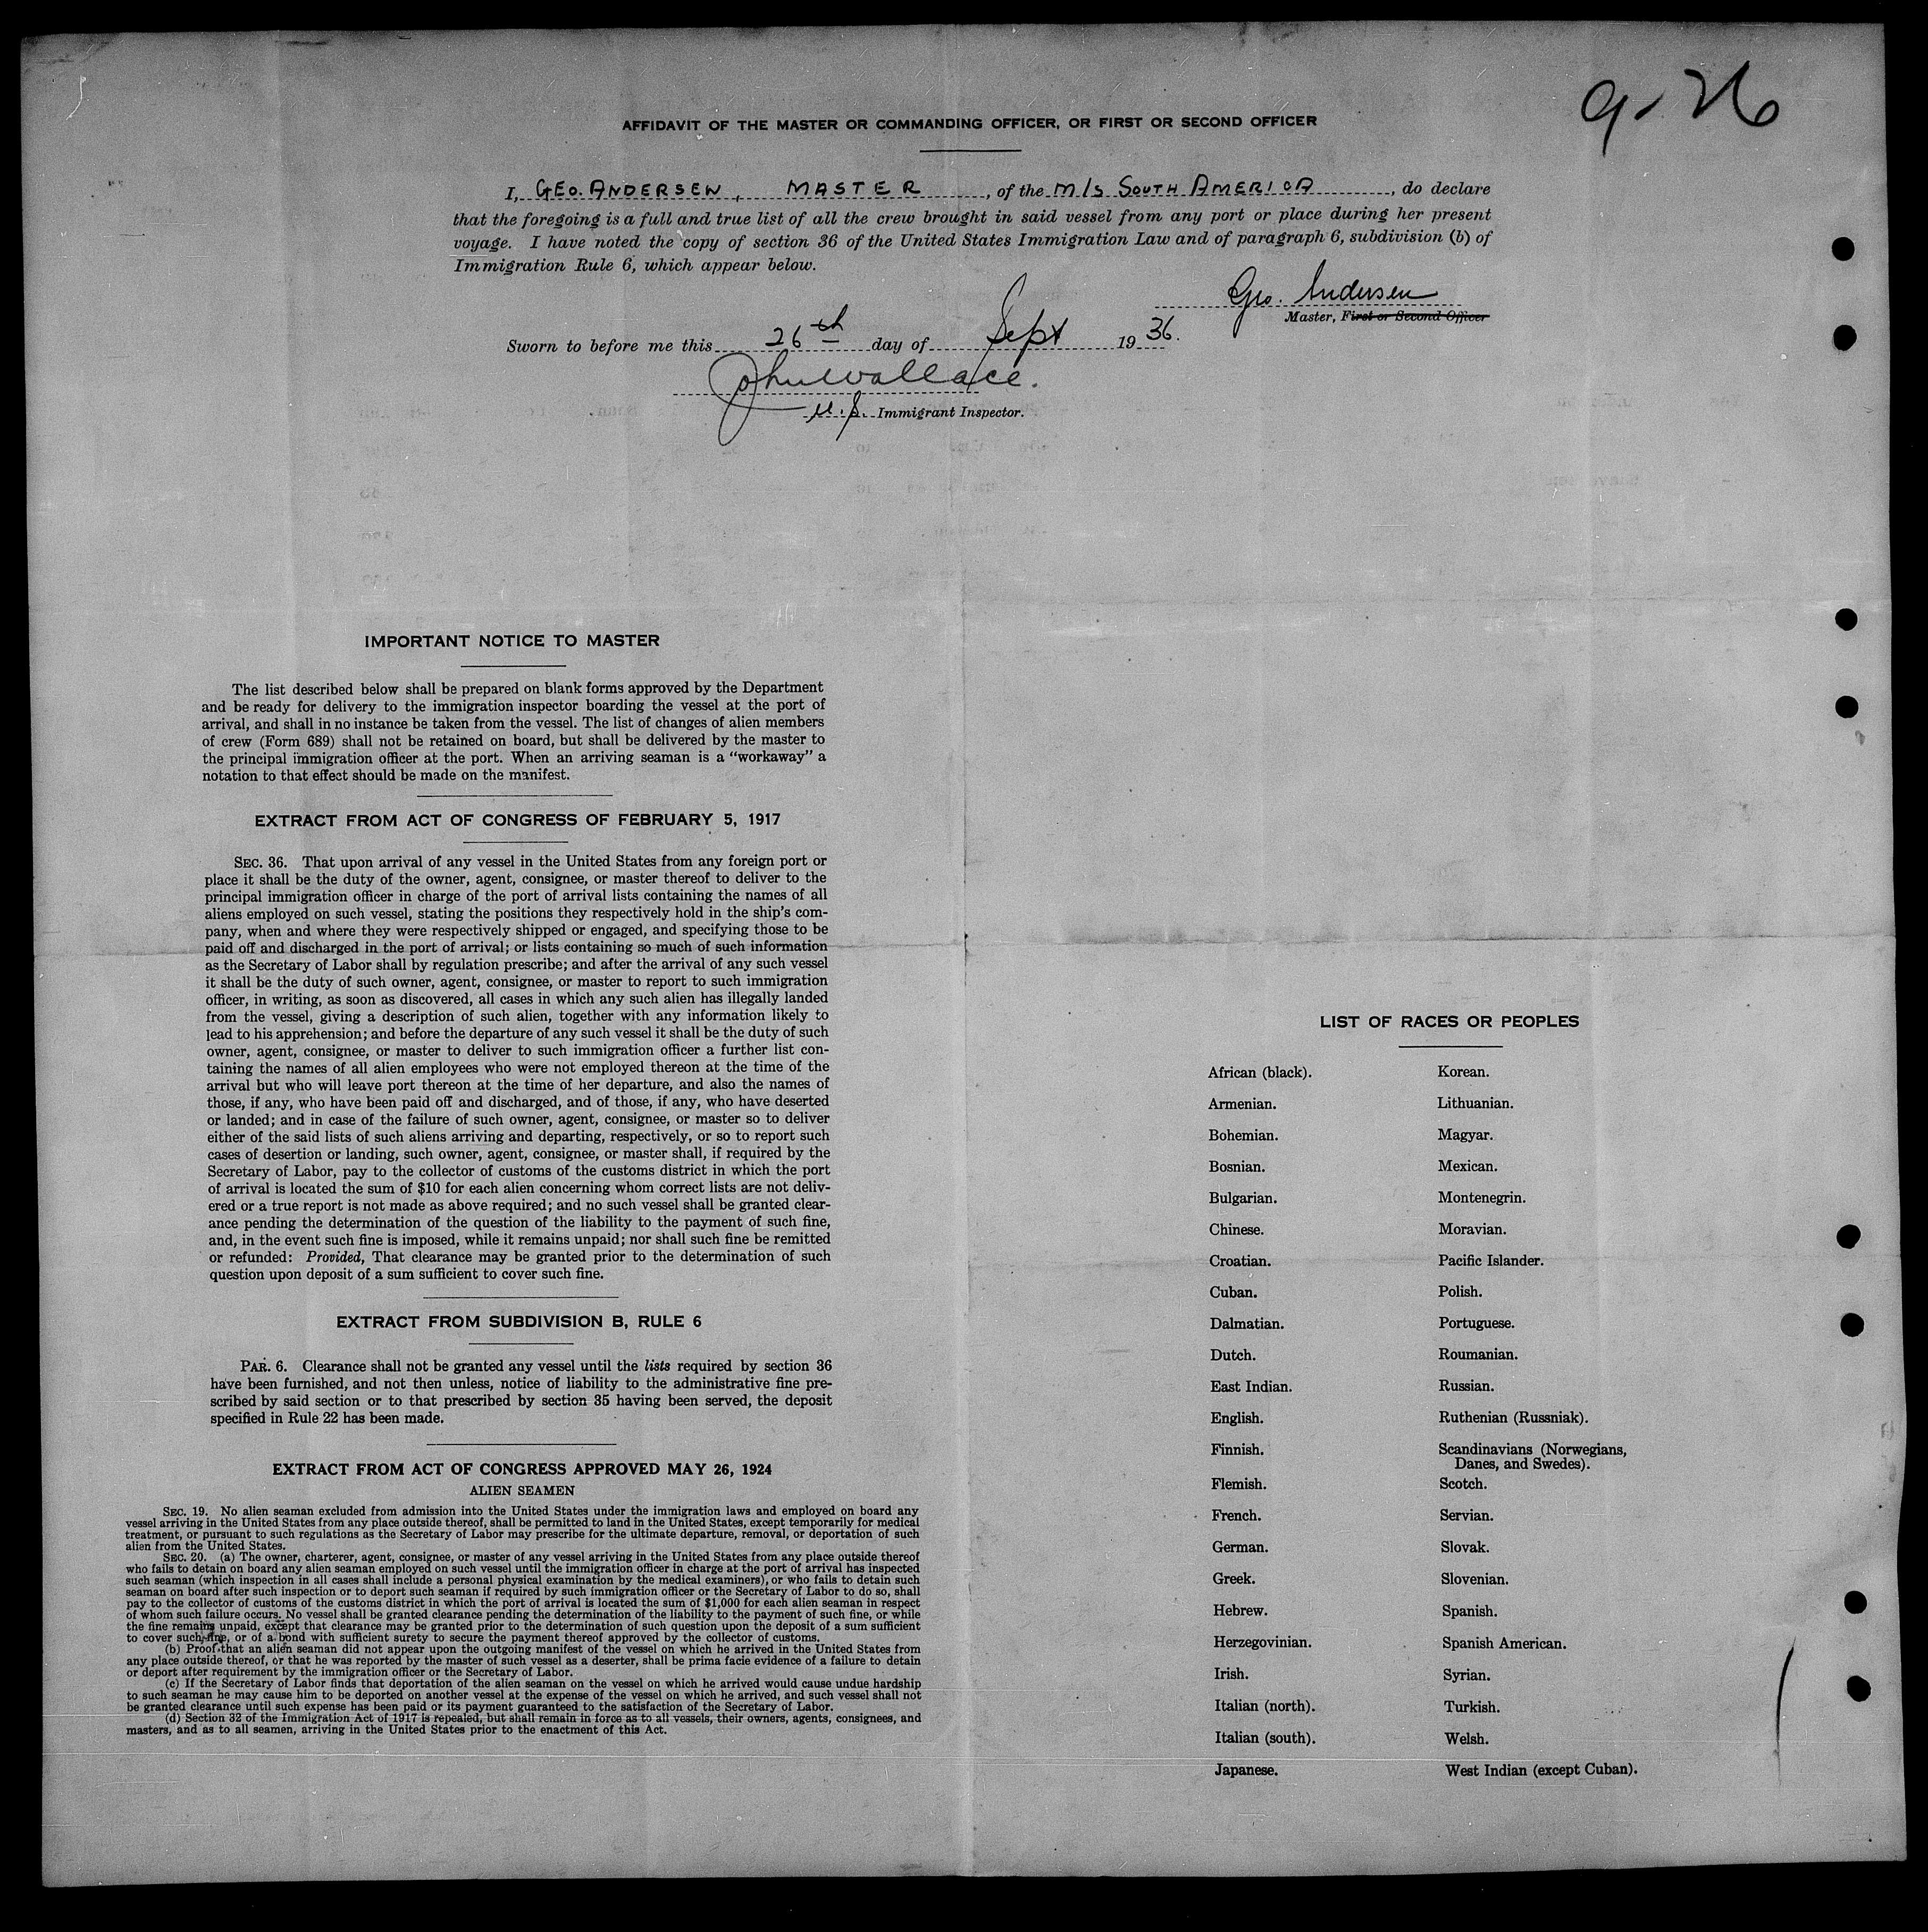 9-26
AFFIDAVIT OF THE MASTER OR COMMANDING OFFICER, OR FIRST OR SECOND OFFICER
I, GEO. ANDERSEN, MASTER, of the M/S SOUTH AMERICA, do declare
that the foregoing is a full and true list of all the crew brought in said vessel from any port or place during her present
voyage. I have noted the copy of section 36 of the United States Immigration Law and of paragraph 6, subdivision (b) of
Immigration Rule 6, which appear below.
Geo. Andersen
Master, First or Second Officer
Sworn to before me this 26th day of Sept 1936.
John Wallace.
U.S. Immigrant Inspector.
IMPORTANT NOTICE TO MASTER
The list described below shall be prepared on blank forms approved by the Department
and be ready for delivery to the immigration inspector boarding the vessel at the port of
arrival, and shall in no instance be taken from the vessel. The list of changes of alien members
of crew (Form 689) shall not be retained on board, but shall be delivered by the master to
the principal immigration officer at the port. When an arriving seaman is a “workaway” a
notation to that effect should be made on the manifest.
EXTRACT FROM ACT OF CONGRESS OF FEBRUARY 5, 1917
SEC. 36. That upon arrival of any vessel in the United States from any foreign port or
place it shall be the duty of the owner, agent, consignee, or master thereof to deliver to the
principal immigration officer in charge of the port of arrival lists containing the names of all
aliens employed on such vessel, stating the positions they respectively hold in the ship's com-
pany, when and where they were respectively shipped or engaged, and specifying those to be
paid off and discharged in the port of arrival; or lists containing so much of such information
as the Secretary of Labor shall by regulation prescribe; and after the arrival of any such vessel
it shall be the duty of such owner, agent, consignee, or master to report to such immigration
officer, in writing, as soon as discovered, all cases in which any such alien has illegally landed
from the vessel, giving a description of such alien, together with any information likely to
lead to his apprehension; and before the departure of any such vessel it shall be the duty of such
owner, agent, consignee, or master to deliver to such immigration officer a further list con-
taining the names of all alien employees who were not employed thereon at the time of the
arrival but who will leave port thereon at the time of her departure, and also the names of
those, if any, who have been paid off and discharged, and of those, if any, who have deserted
or landed; and in case of the failure of such owner, agent, consignee, or master so to deliver
either of the said lists of such aliens arriving and departing, respectively, or so to report such
cases of desertion or landing, such owner, agent, consignee, or master shall, if required by the
Secretary of Labor, pay to the collector of customs of the customs district in which the port
of arrival is located the sum of $10 for each alien concerning whom correct lists are not deliv-
ered or a true report is not made as above required; and no such vessel shall be granted clear-
ance pending the determination of the question of the liability to the payment of such fine,
and, in the event such fine is imposed, while it remains unpaid; nor shall such fine be remitted
or refunded: Provided, That clearance may be granted prior to the determination of such
question upon deposit of a sum sufficient to cover such fine.
EXTRACT FROM SUBDIVISION B, RULE 6
PAR. 6. Clearance shall not be granted any vessel until the lists required by section 36
have been furnished, and not then unless, notice of liability to the administrative fine pre-
scribed by said section or to that prescribed by section 35 having been served, the deposit
specified in Rule 22 has been made.
EXTRACT FROM ACT OF CONGRESS APPROVED MAY 26, 1924
ALIEN SEAMEN
SEC. 19. No alien seaman excluded from admission into the United States under the immigration laws and employed on board any
vessel arriving in the United States from any place outside thereof, shall be permitted to land in the United States, except temporarily for medical
treatment, or pursuant to such regulations as the Secretary of Labor may prescribe for the ultimate departure, removal, or deportation of such
alien from the United States.
SEC. 20. (a) The owner, charterer, agent, consignee, or master of any vessel arriving in the United States from any place outside thereof
who fails to detain on board any alien seaman employed on such vessel until the immigration officer in charge at the port of arrival has inspected
such seaman (which inspection in all cases shall include a personal physical examination by the medical examiners), or who fails to detain such
seaman on board after such inspection or to deport such seaman if required by such immigration officer or the Secretary of Labor to do so, shall
pay to the collector of customs of the customs district in which the port of arrival is located the sum of $1,000 for each alien seaman in respect
of whom such failure occurs. No vessel shall be granted clearance pending the determination of the liability to the payment of such fine, or while
the fine remains unpaid, except that clearance may be granted prior to the determination of such question upon the deposit of a sum sufficient
to cover such fine, or of a bond with sufficient surety to secure the payment thereof approved by the collector of customs.
(b) Proof that an alien seaman did not appear upon the outgoing manifest of the vessel on which he arrived in the United States from
any place outside thereof, or that he was reported by the master of such vessel as a deserter, shall be prima facie evidence of a failure to detain
or deport after requirement by the immigration officer or the Secretary of Labor.
(c) If the Secretary of Labor finds that deportation of the alien seaman on the vessel on which he arrived would cause undue hardship
to such seaman he may cause him to be deported on another vessel at the expense of the vessel on which he arrived, and such vessel shall not
be granted clearance until such expense has been paid or its payment guaranteed to the satisfaction of the Secretary of Labor.
(d) Section 32 of the Immigration Act of 1917 is repealed, but shall remain in force as to all vessels, their owners, agents, consignees, and
masters, and as to all seamen, arriving in the United States prior to the enactment of this Act.
LIST OF RACES OR PEOPLES
African (black).
Armenian.
Bohemian.
Bosnian.
Bulgarian.
Chinese.
Croatian.
Cuban.
Dalmatian.
Dutch.
East Indian.
English.
Finnish.
Flemish.
French.
German.
Greek.
Hebrew.
Herzegovinian.
Irish.
Italian (north).
Italian (south).
Japanese.
Korean.
Lithuanian.
Magyar.
Mexican.
Montenegrin.
Moravian.
Pacific Islander.
Polish.
Portuguese.
Roumanian.
Russian.
Ruthenian (Russniak).
Scandinavians (Norwegians,
Danes, and Swedes).
Scotch.
Servian.
Slovak.
Slovenian.
Spanish.
Spanish American.
Syrian.
Turkish.
Welsh.
West Indian (except Cuban).